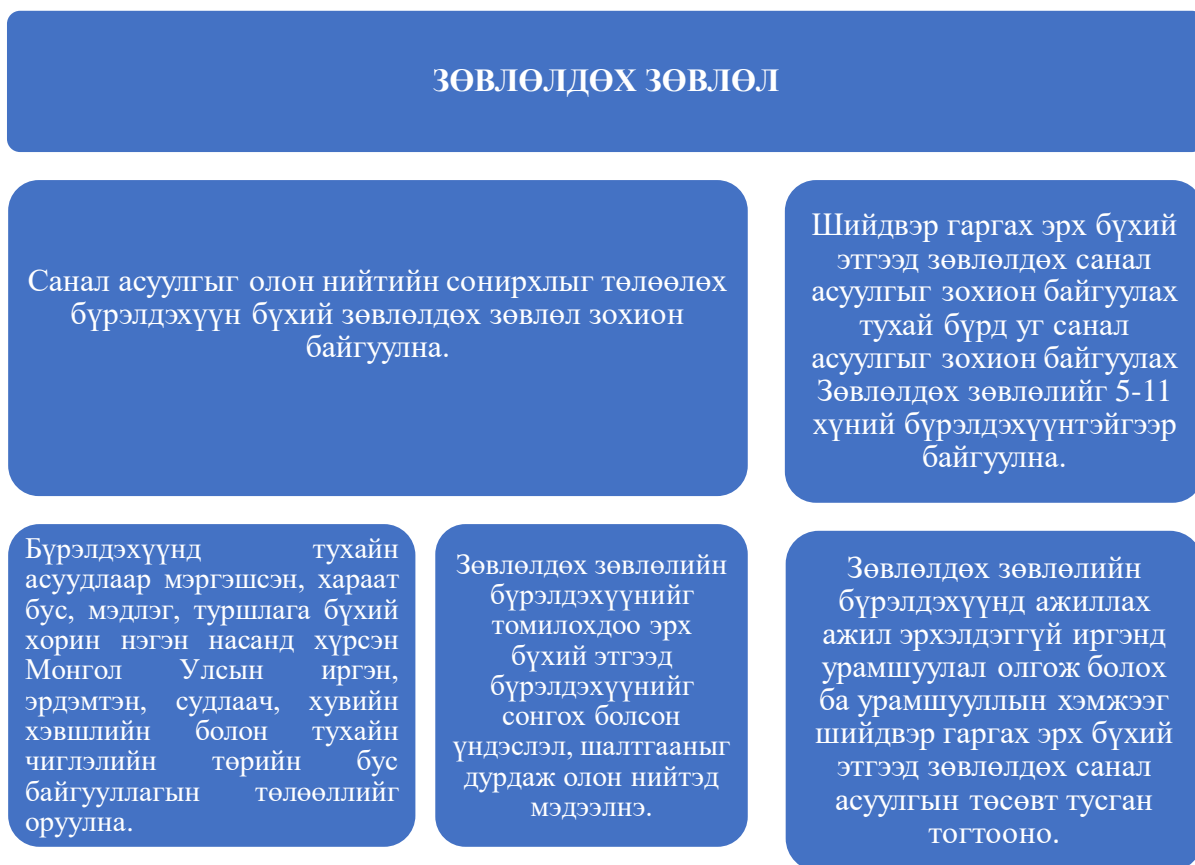 ЗӨВЛӨЛДӨХ ЗӨВЛӨЛ
Санал асуулгыг олон нийтийн сонирхлыг төлөөлөх
бүрэлдэхүүн бүхий зөвлөлдөх зөвлөл зохион
байгуулна.
Шийдвэр гаргах эрх бүхий
этгээд зөвлөлдөх санал
асуулгыг зохион байгуулах
тухай бүрд уг санал
асуулгыг зохион байгуулах
Зөвлөлдөх зөвлөлийг 5-11
хүний бүрэлдэхүүнтэйгээр
байгуулна.
Бүрэлдэхүүнд тухайн
асуудлаар мэргэшсэн, хараат
бус, мэдлэг, туршлага бүхий
хорин нэгэн насанд хүрсэн
Монгол Улсын иргэн,
эрдэмтэн, судлаач, хувийн
хэвшлийн болон тухайн
чиглэлийн төрийн бус
байгууллагын төлөөллийг
оруулна.
Зөвлөлдөх зөвлөлийн
бүрэлдэхүүнийг
томилохдоо эрх
бүхий этгээд
бүрэлдэхүүнийг
сонгох болсон
үндэслэл, шалтгааныг
дурдаж олон нийтэд
мэдээлнэ.
Зөвлөлдөх зөвлөлийн
бүрэлдэхүүнд ажиллах
ажил эрхэлдэггүй иргэнд
урамшуулал олгож болох
ба урамшууллын хэмжээг
шийдвэр гаргах эрх бүхий
этгээд зөвлөлдөх санал
асуулгын төсөвт тусган
тогтооно.